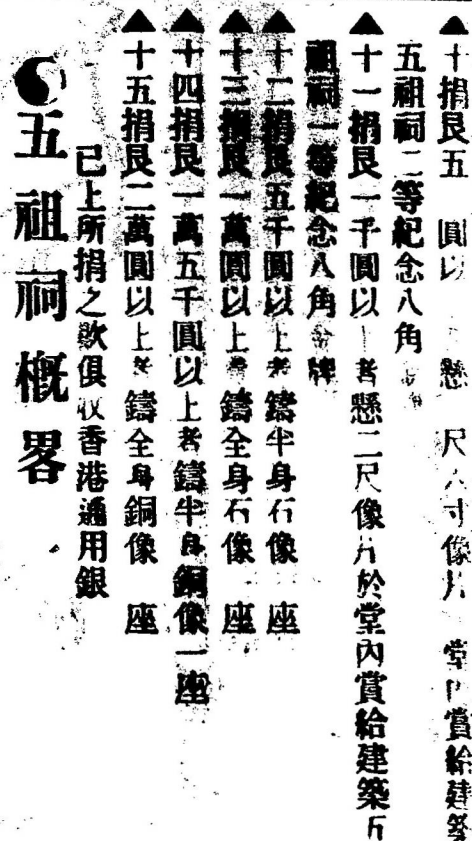 ▲十捐艮五 圓以 懸 尺 寸像片 堂內賞給建築
五祖祠二等紀念八角
▲十一捐艮一千圓以上者懸二尺像片於堂內賞給建築五
祖祠一等紀念八角金牌
▲十二捐艮五千圓以上者鑄半身石像 座
▲十三捐艮一萬圓以上者鑄全身石像 座
▲十四捐艮一萬五千圓以上者鑄半身銅像一座
▲十五捐艮二萬圓以上者鑄全身銅像 座
已上所捐之欵俱收香港通用銀
五祖祠概畧